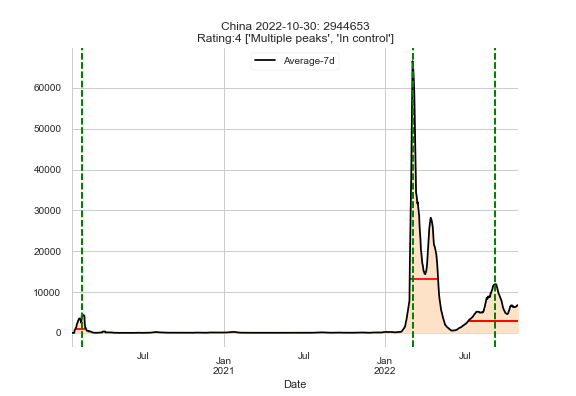 China 2022-10-30: 2944653
Rating:4 ['Multiple peaks', 'In control']
Average-7d
60000
50000
40000
30000
20000
10000
0
Jul
Jan
2021
Jul
Jan
2022
Jul
Date